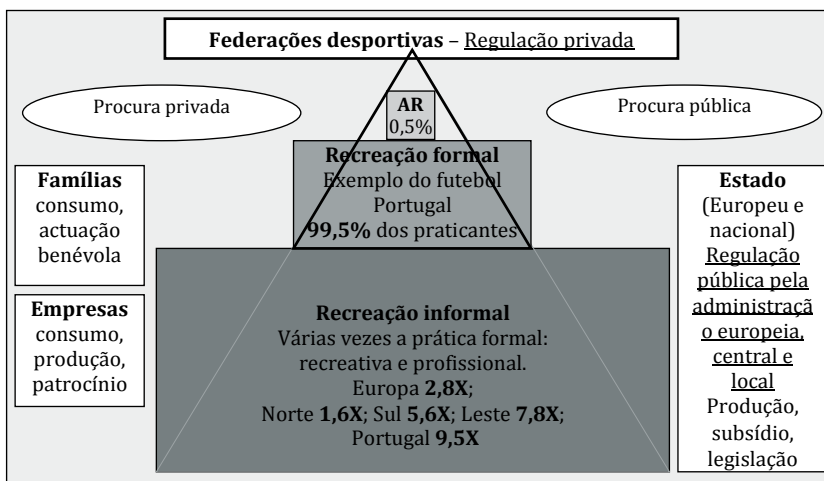 Federações desportivas – Regulação privada
Procura privada
Procura pública
AR
0,5%
Recreação formal
Exemplo do futebol
Portugal
99,5% dos praticantes
Famílias
consumo,
actuação
benévola
Empresas
consumo,
produção,
patrocínio
Recreação informal
Várias vezes a prática formal:
recreativa e profissional.
Europa 2,8X;
Norte 1,6X; Sul 5,6X; Leste 7,8X;
Portugal 9,5X
Estado
(Europeu e
nacional)
Regulação
pública pela
administraçã
o europeia,
central e
local
Produção,
subsídio,
legislação